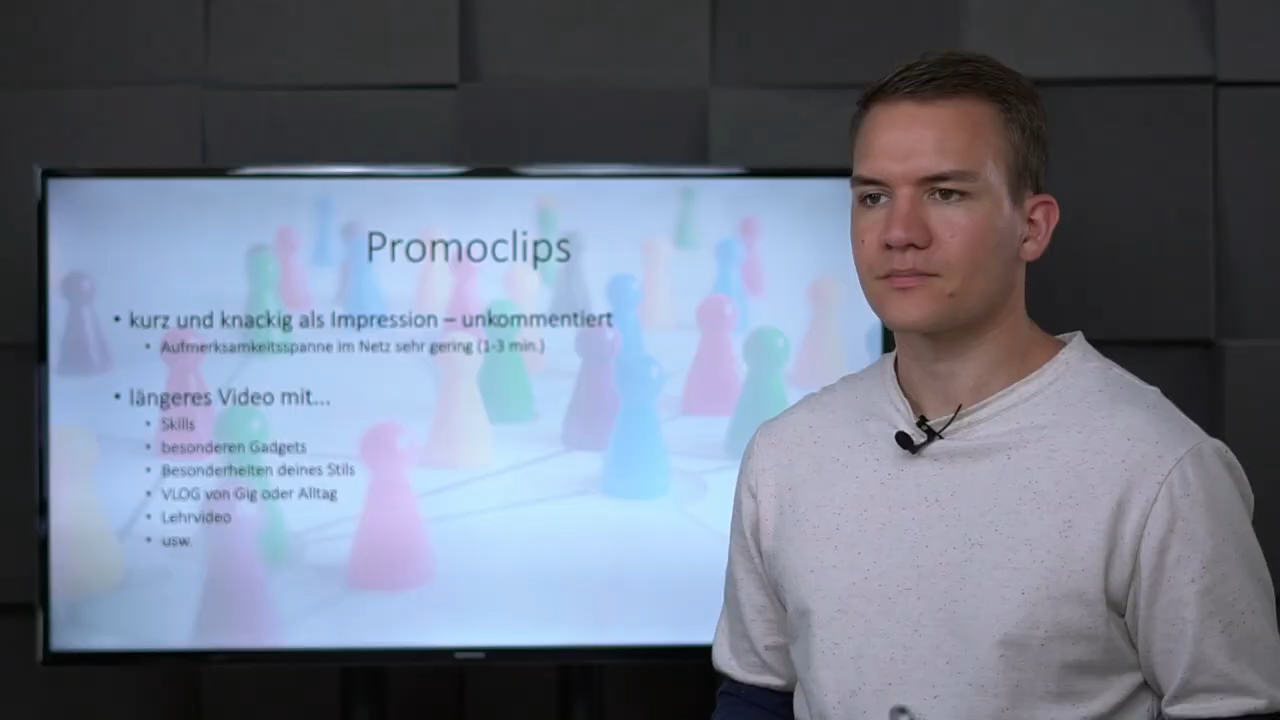 Promoclips
• kurz und knackig als Impression – unkommentiert
• Aufmerksamkeitsspanne im Netz sehr gering (1-3 min.)
• längeres Video mit...
• Skills
• besonderen Gadgets
• Besonderheiten deines Stils
• VLOG von Gig oder Alltag
• Lehrvideo
• usw.